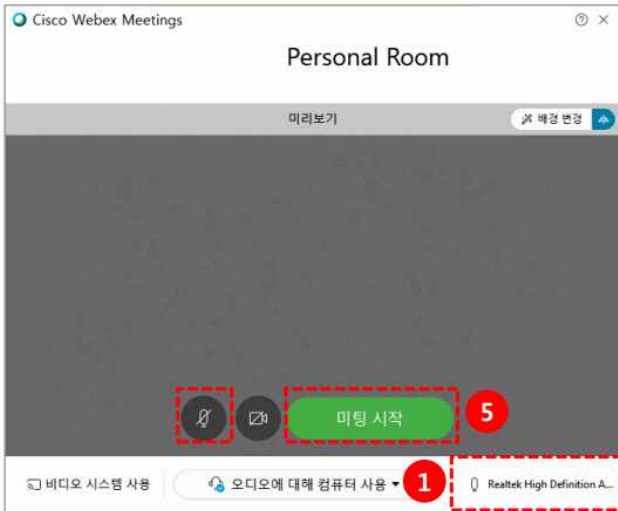 Cisco Webex Meetings
Personal Room
미리보기
배경 변경
미팅 시작
5
비디오 시스템 사용
오디오에 대해 컴퓨터 사용
1
Realtek High Definition A...